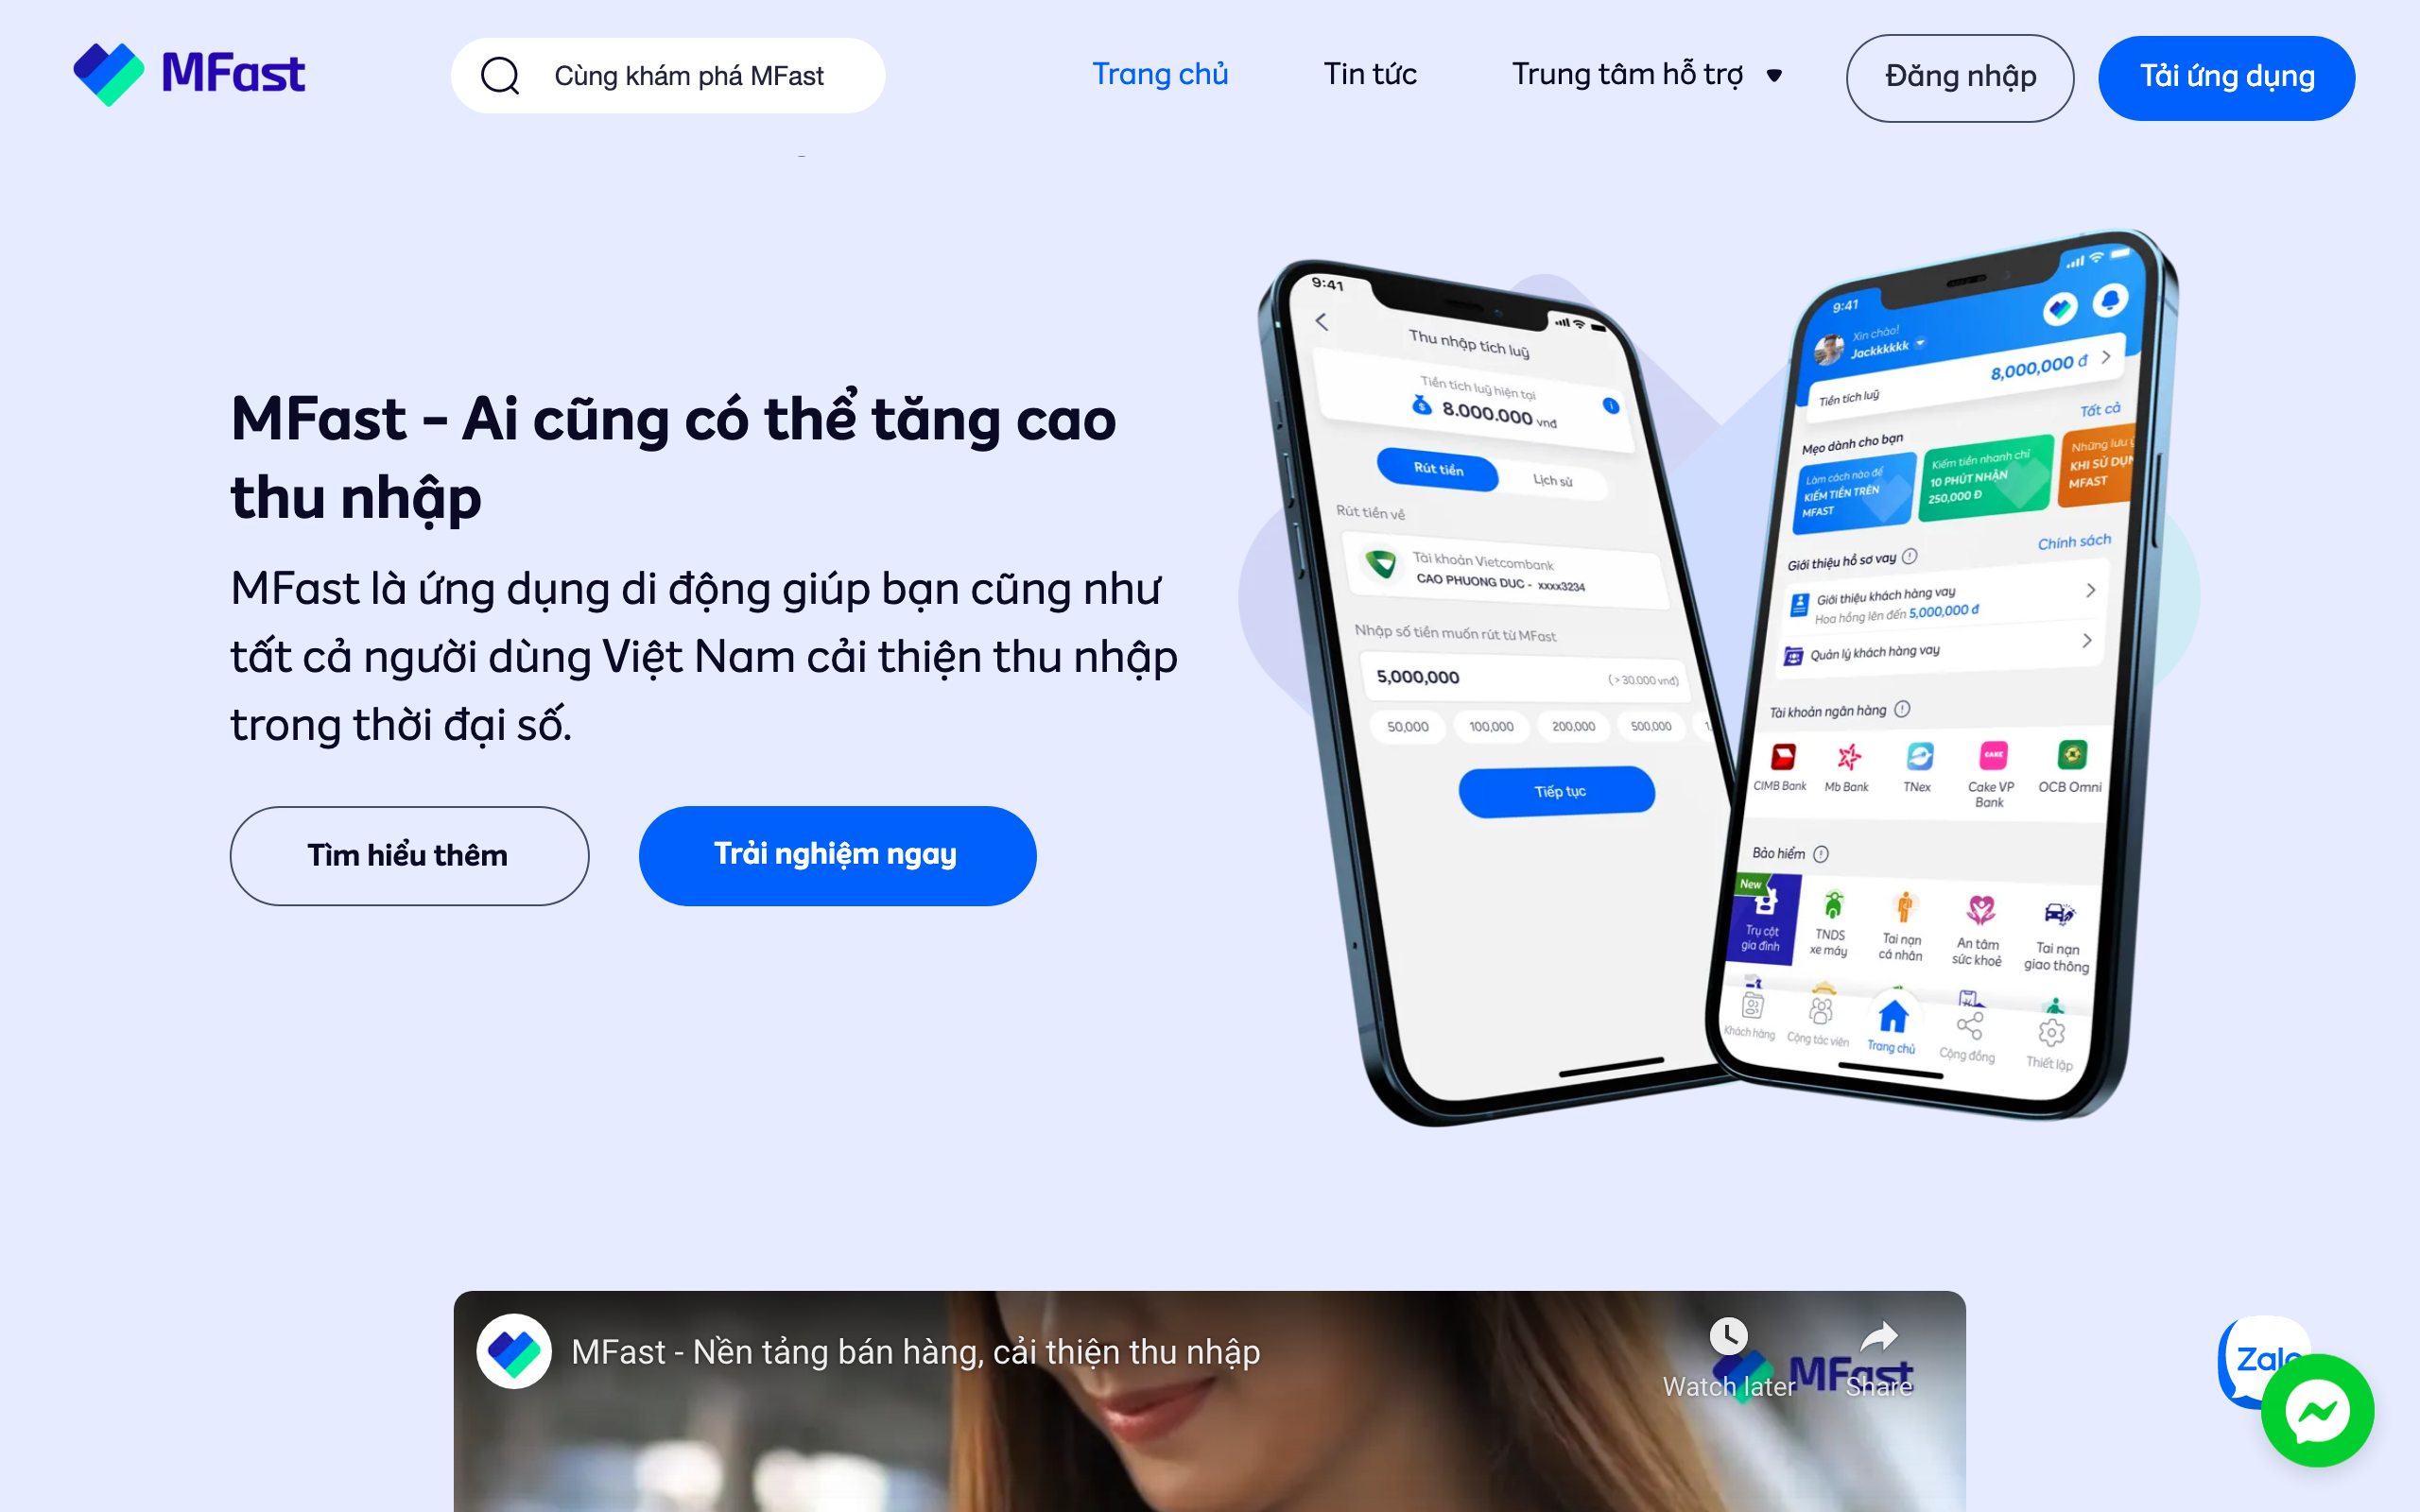 MFast
Cùng khám phá MFast
Trang chủ
Tin tức
Trung tâm hỗ trợ
Đăng nhập
Tải ứng dụng
MFast - Ai cũng có thể tăng cao
thu nhập
MFast là ứng dụng di động giúp bạn cũng như
tất cả người dùng Việt Nam cải thiện thu nhập
trong thời đại số.
Tìm hiểu thêm
Trải nghiệm ngay
9:41
Thu nhập tích luỹ
Tiền tích luỹ hiện tại
8.000.000 vnđ
Rút tiền
Lịch sử
Rút tiền về
Tài khoản Vietcombank
CAO PHUONG DUC - xxxx3234
Nhập số tiền muốn rút từ MFast
5,000,000
(>30.000 vnđ)
50,000
100,000
200,000
500,000
Tiếp tục
9:41
Xin chào!
Jackkkkkk
Tiền tích luỹ
8,000,000 đ
Mẹo dành cho bạn
Tất cả
Làm cách nào để
KIẾM TIỀN TRÊN
MFAST
Kiếm tiền nhanh chỉ
10 PHÚT NHẬN
250,000 Đ
Những lưu ý
KHI SỬ DỤN
MFAST
Giới thiệu hồ sơ vay
Chính sách
Giới thiệu khách hàng vay
Hoa hồng lên đến 5,000,000 đ
Quản lý khách hàng vay
Tài khoản ngân hàng
CIMB Bank
Mb Bank
TNex
CAKE
Cake VP
Bank
OCB Omni
Bảo hiểm
New
Trụ cột
gia đình
TNDS
xe máy
Tai nạn
cá nhân
An tâm
sức khoẻ
Tai nạn
giao thông
Khách hàng
Cộng tác viên
Trang chủ
Cộng đồng
Thiết lập
MFast - Nền tảng bán hàng, cải thiện thu nhập
Watch later
Share
MFast
Zalo